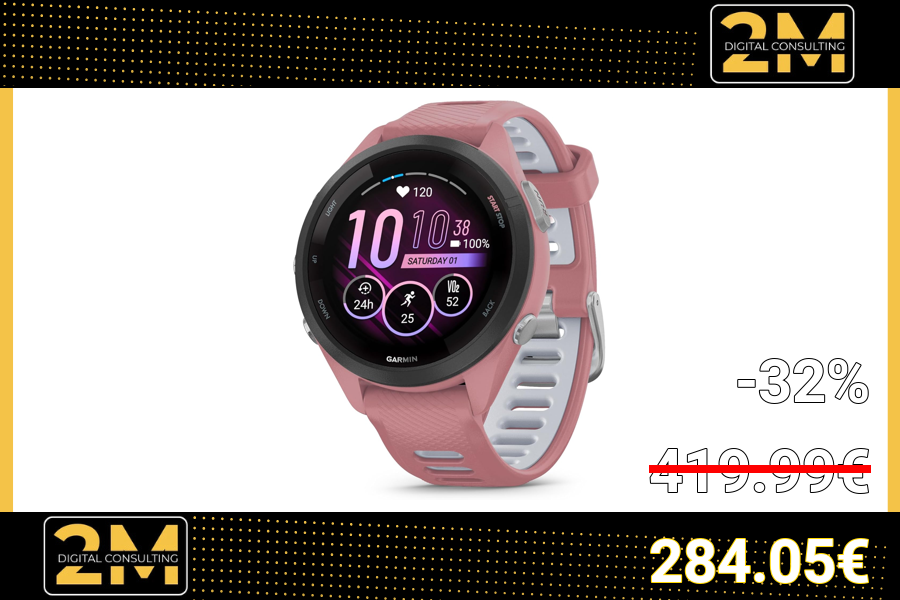 2M
DIGITAL CONSULTING
120
LIGHT
START STOP
10 10 38
100%
SATURDAY 01
UP
24h
25
VO2
52
DOWN
BACK
GARMIN
-32%
419.99€
2M
DIGITAL CONSULTING
284.05€